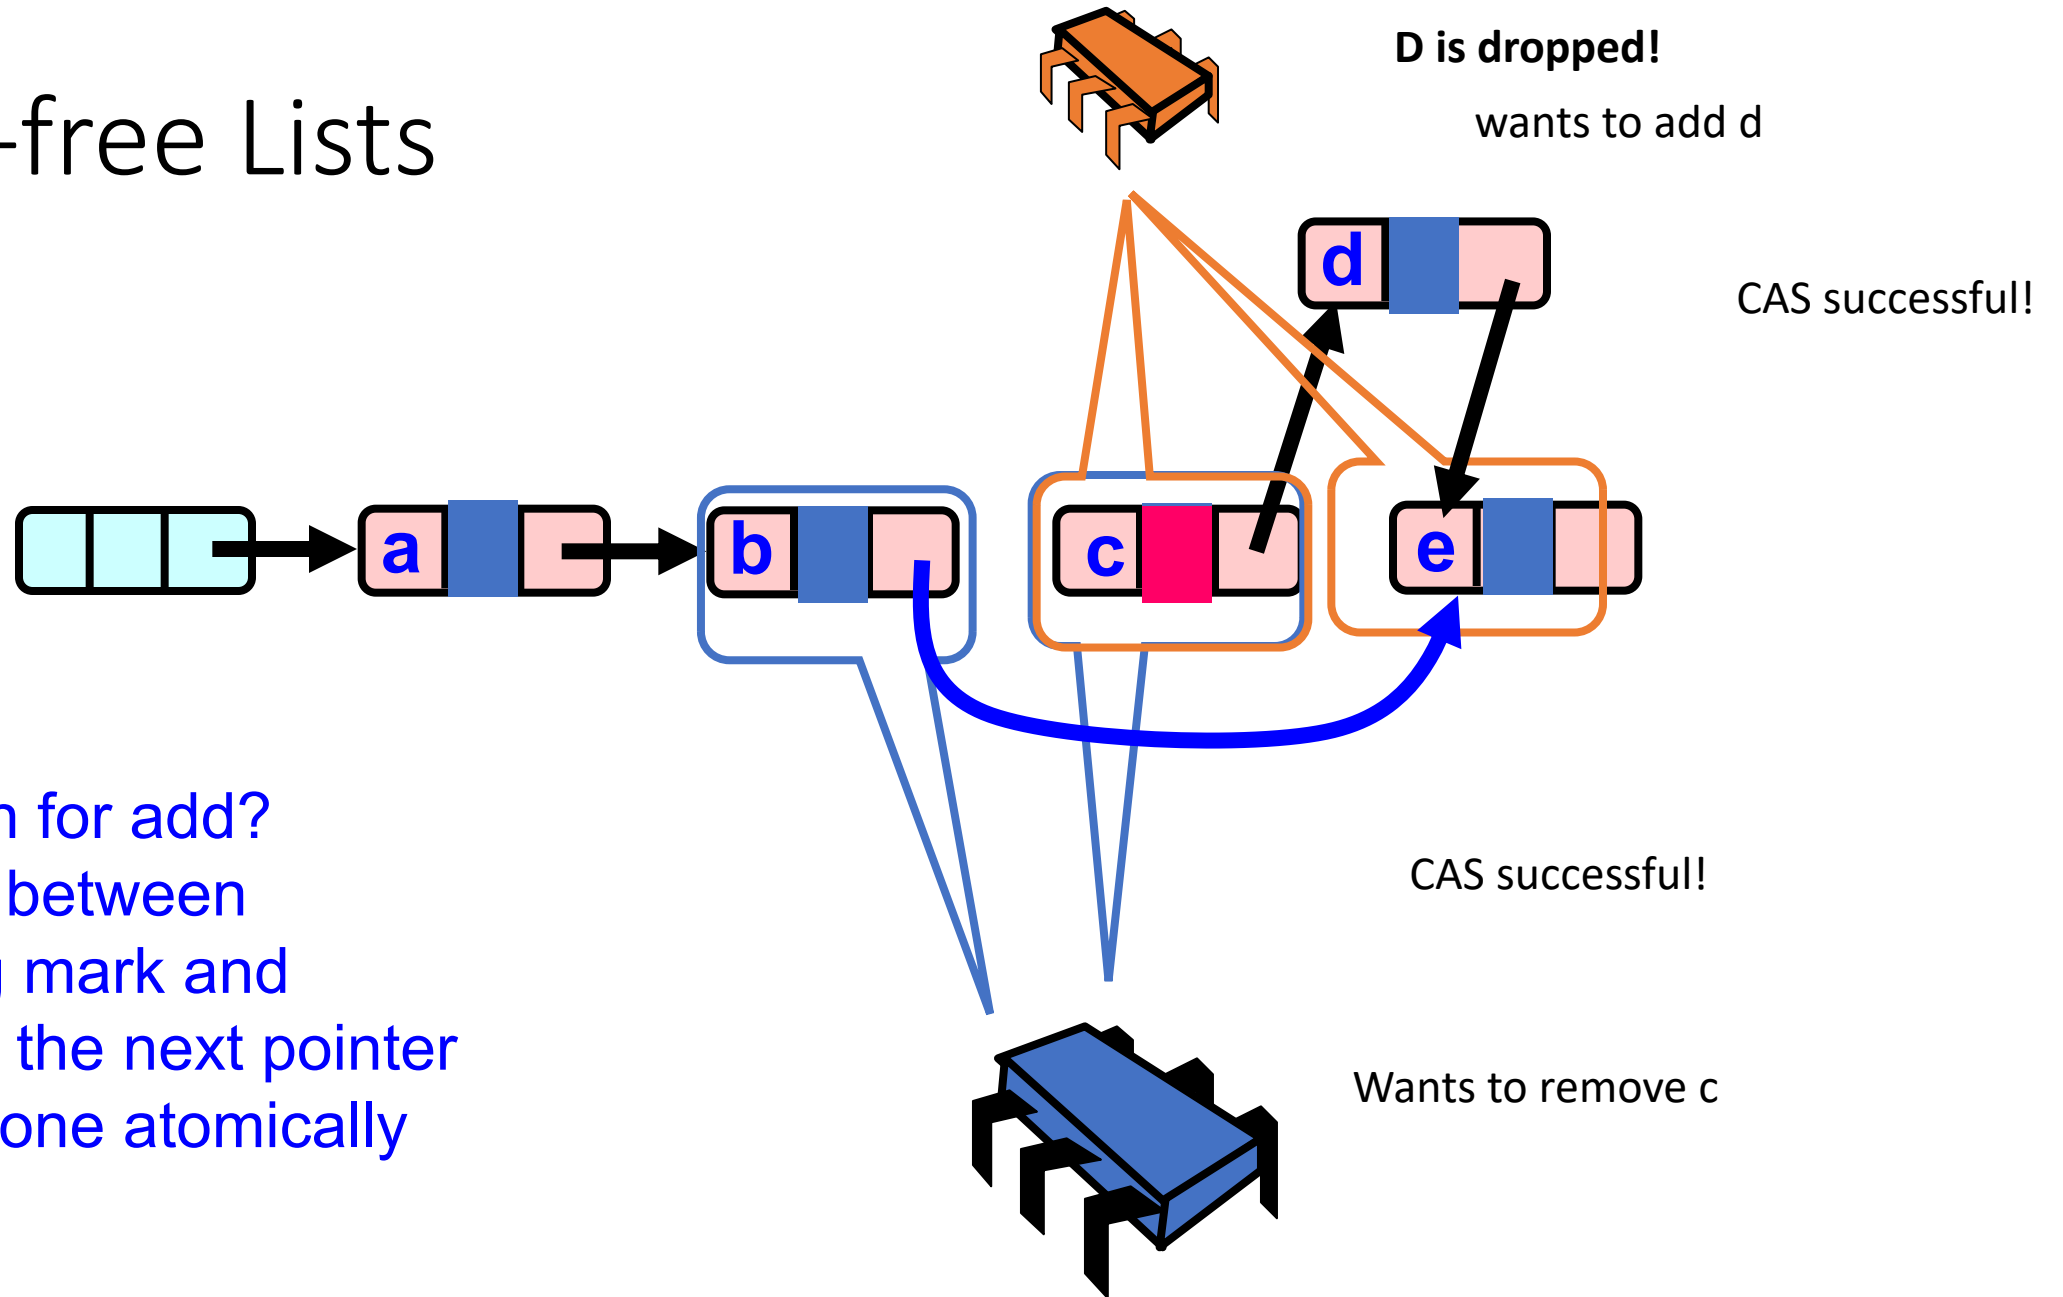 -free Lists
D is dropped!
wants to add d
d
CAS successful!
a
b
c
e
for add?
between
mark and
the next pointer
one atomically
CAS successful!
Wants to remove c